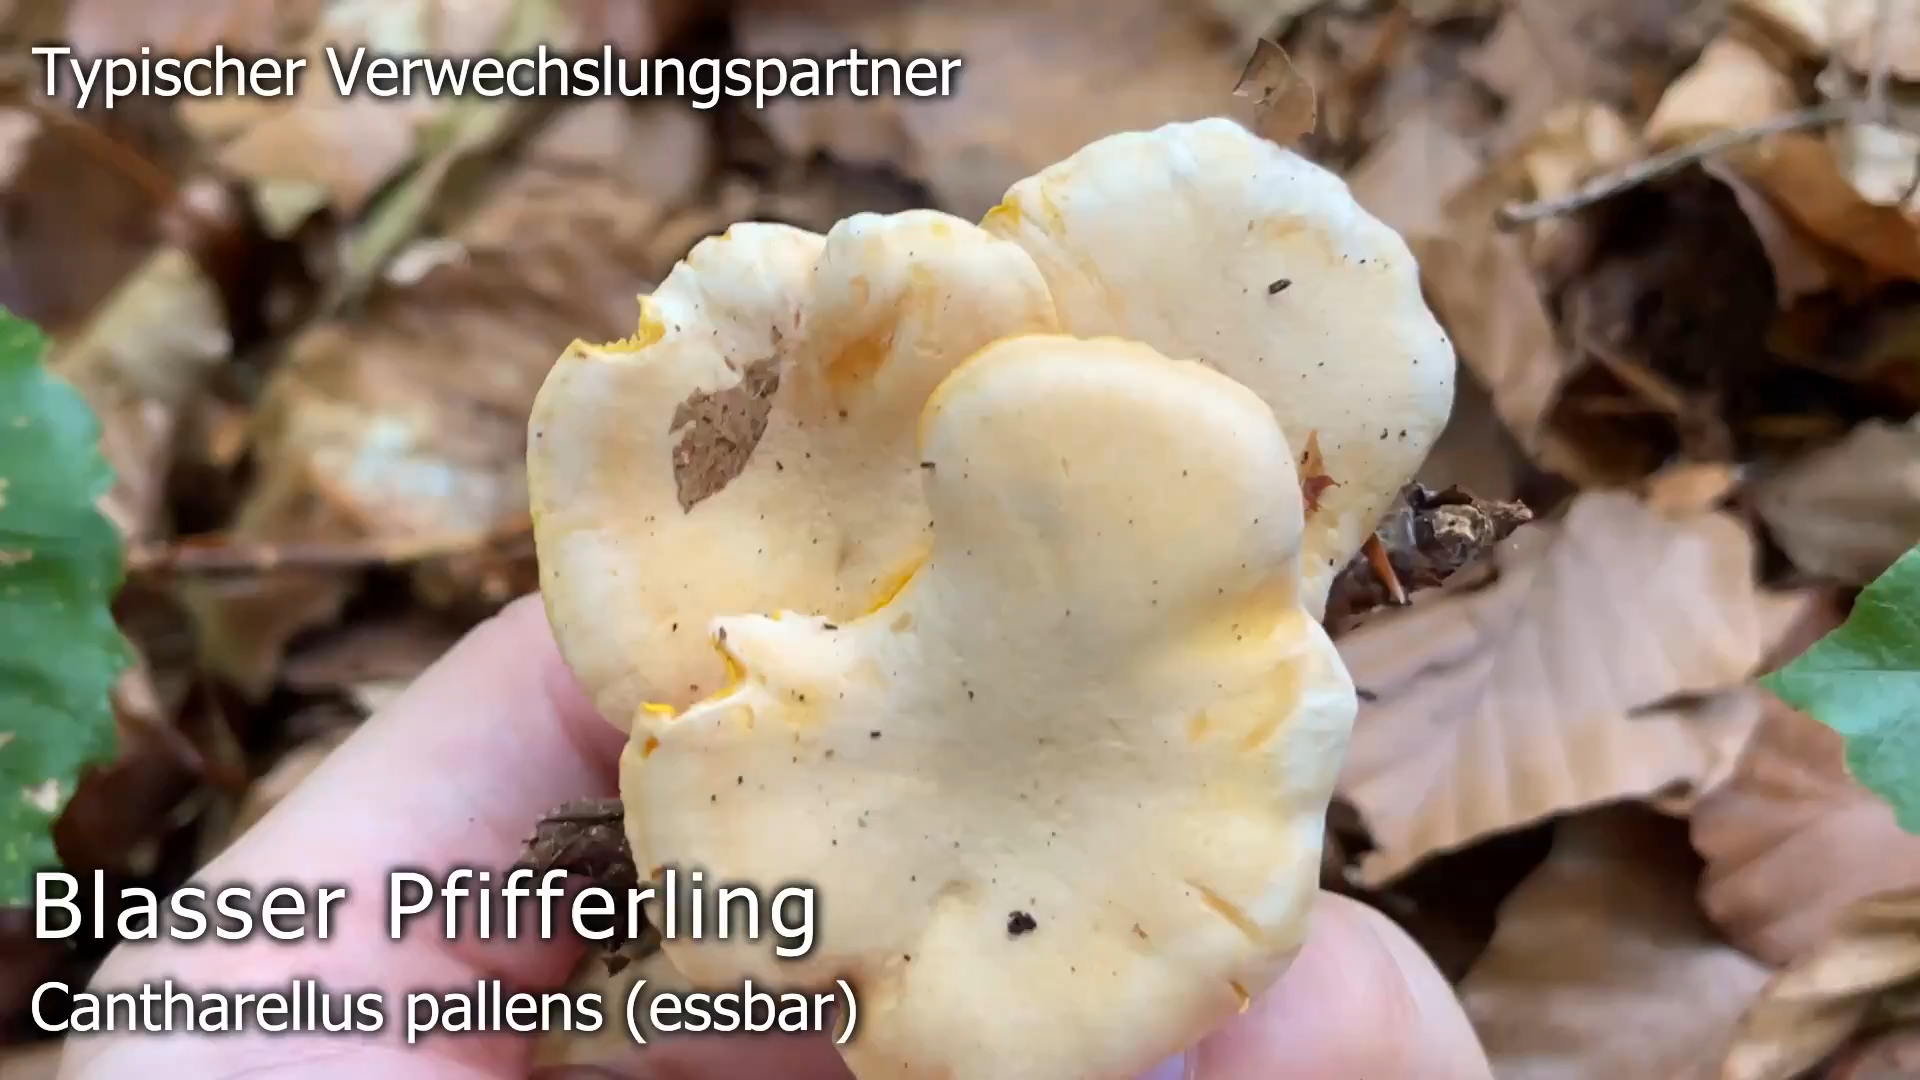 Typischer Verwechslungspartner
Blasser Pfifferling
Cantharellus pallens (essbar)